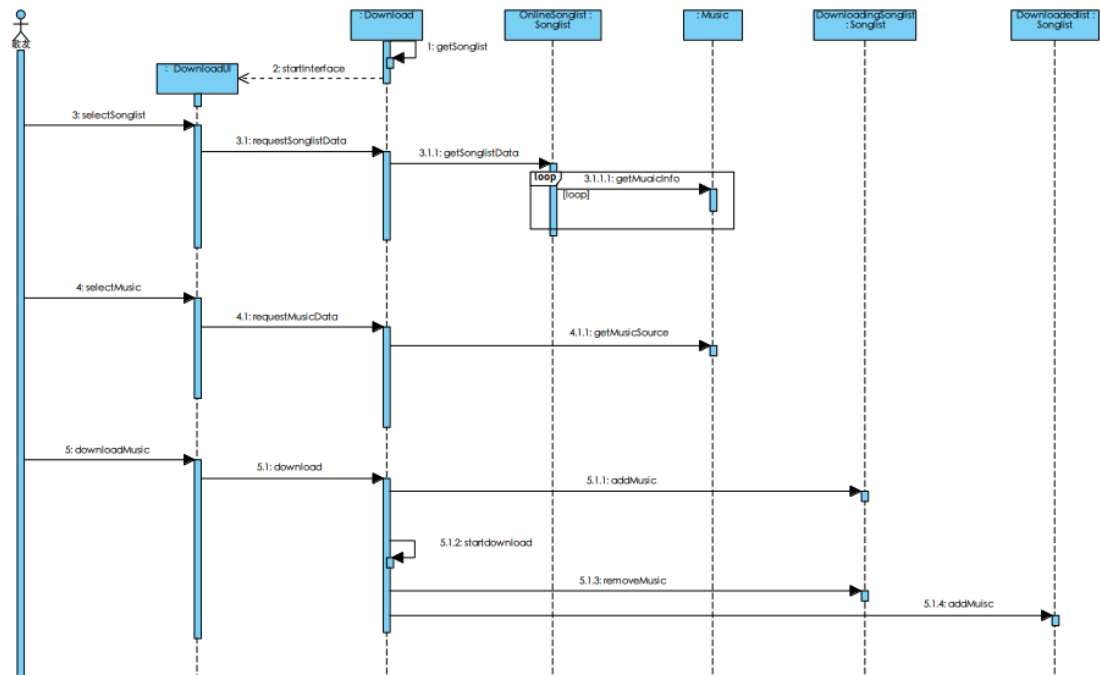 : Download
OnlineSonglist :
Songlist
: Music
DownloadingSonglist
: Songlist
Downloadedlist :
Songlist
歌友
1: getSonglist
: DownloadUI
2: startInterface
3: selectSonglist
3.1: requestSonglistData
3.1.1: getSonglistData
loop
3.1.1.1: getMuaicInfo
[loop]
4: selectMusic
4.1: requestMusicData
4.1.1: getMusicSource
5: downloadMusic
5.1: download
5.1.1: addMusic
5.1.2: startdownload
5.1.3: removeMusic
5.1.4: addMuisc